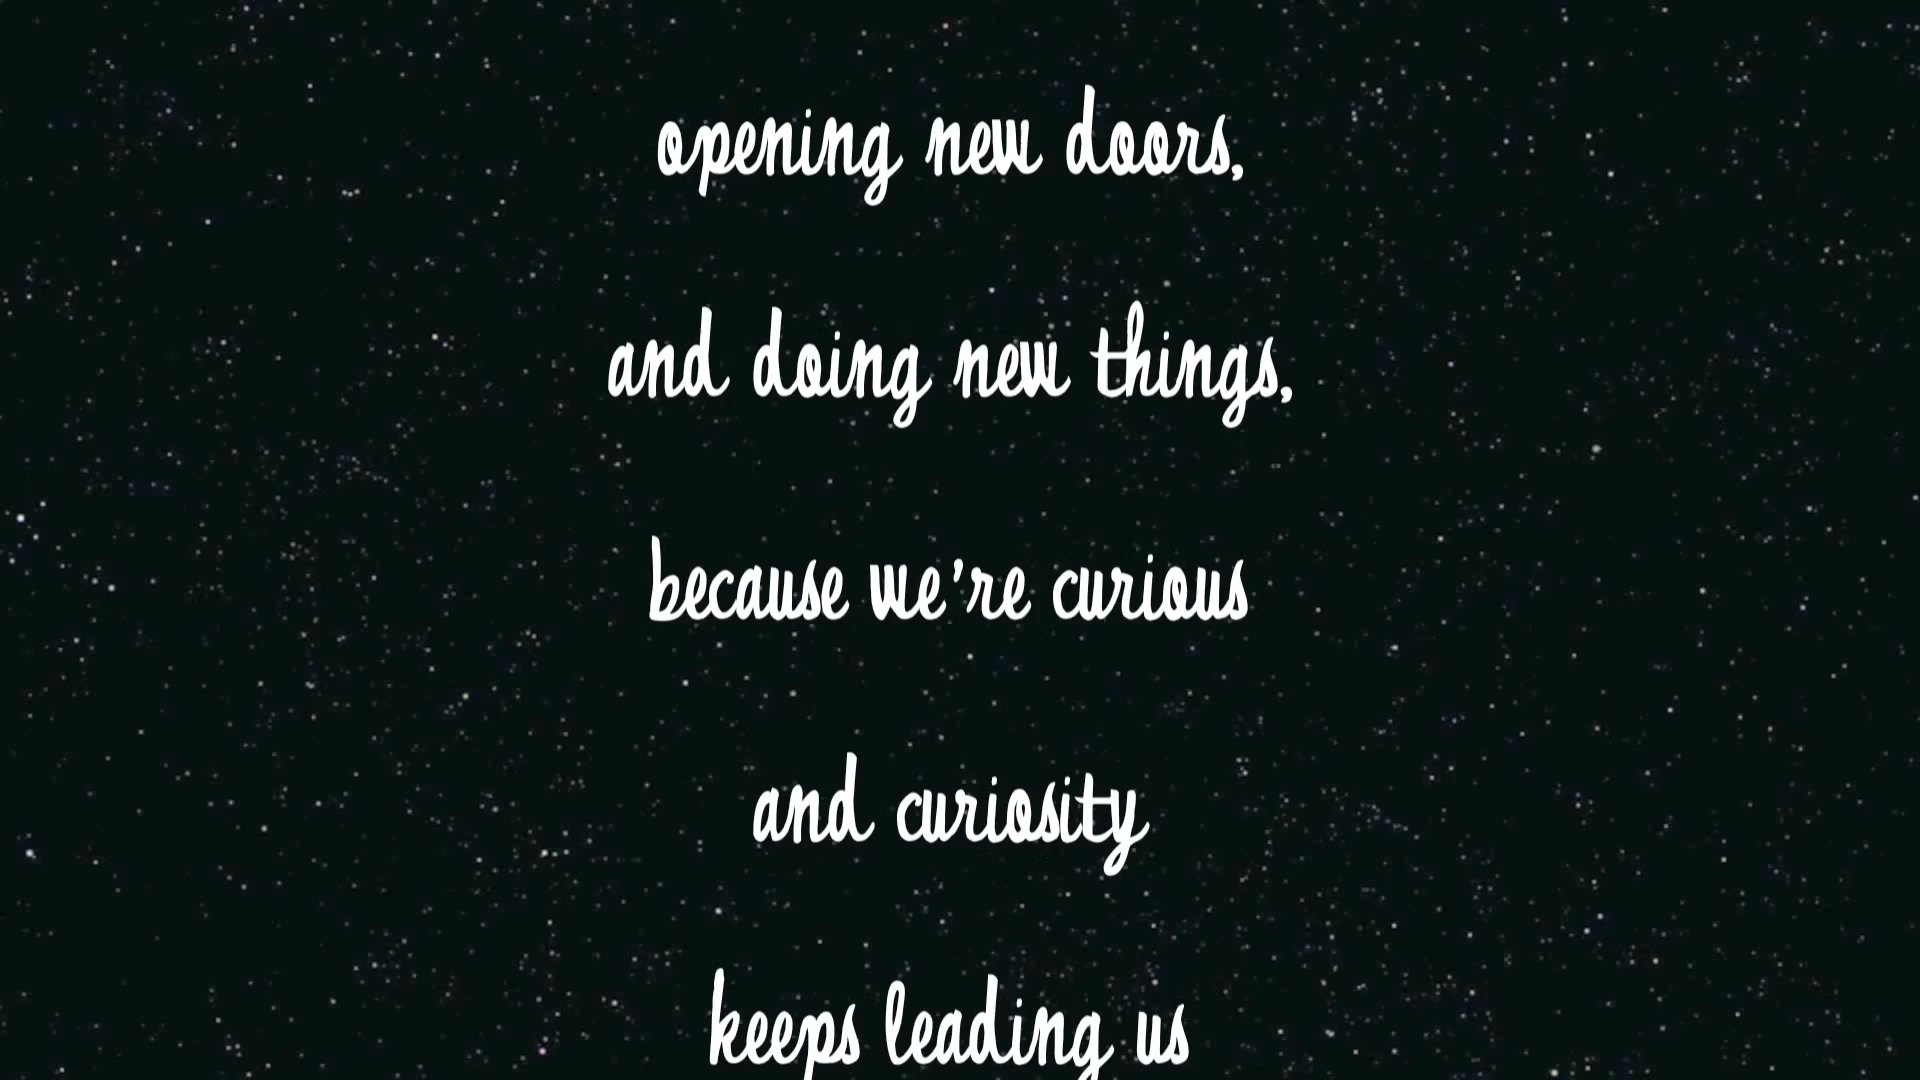 opening new doors,
and doing new things,
because we're curious
and curiosity
keeps leading us